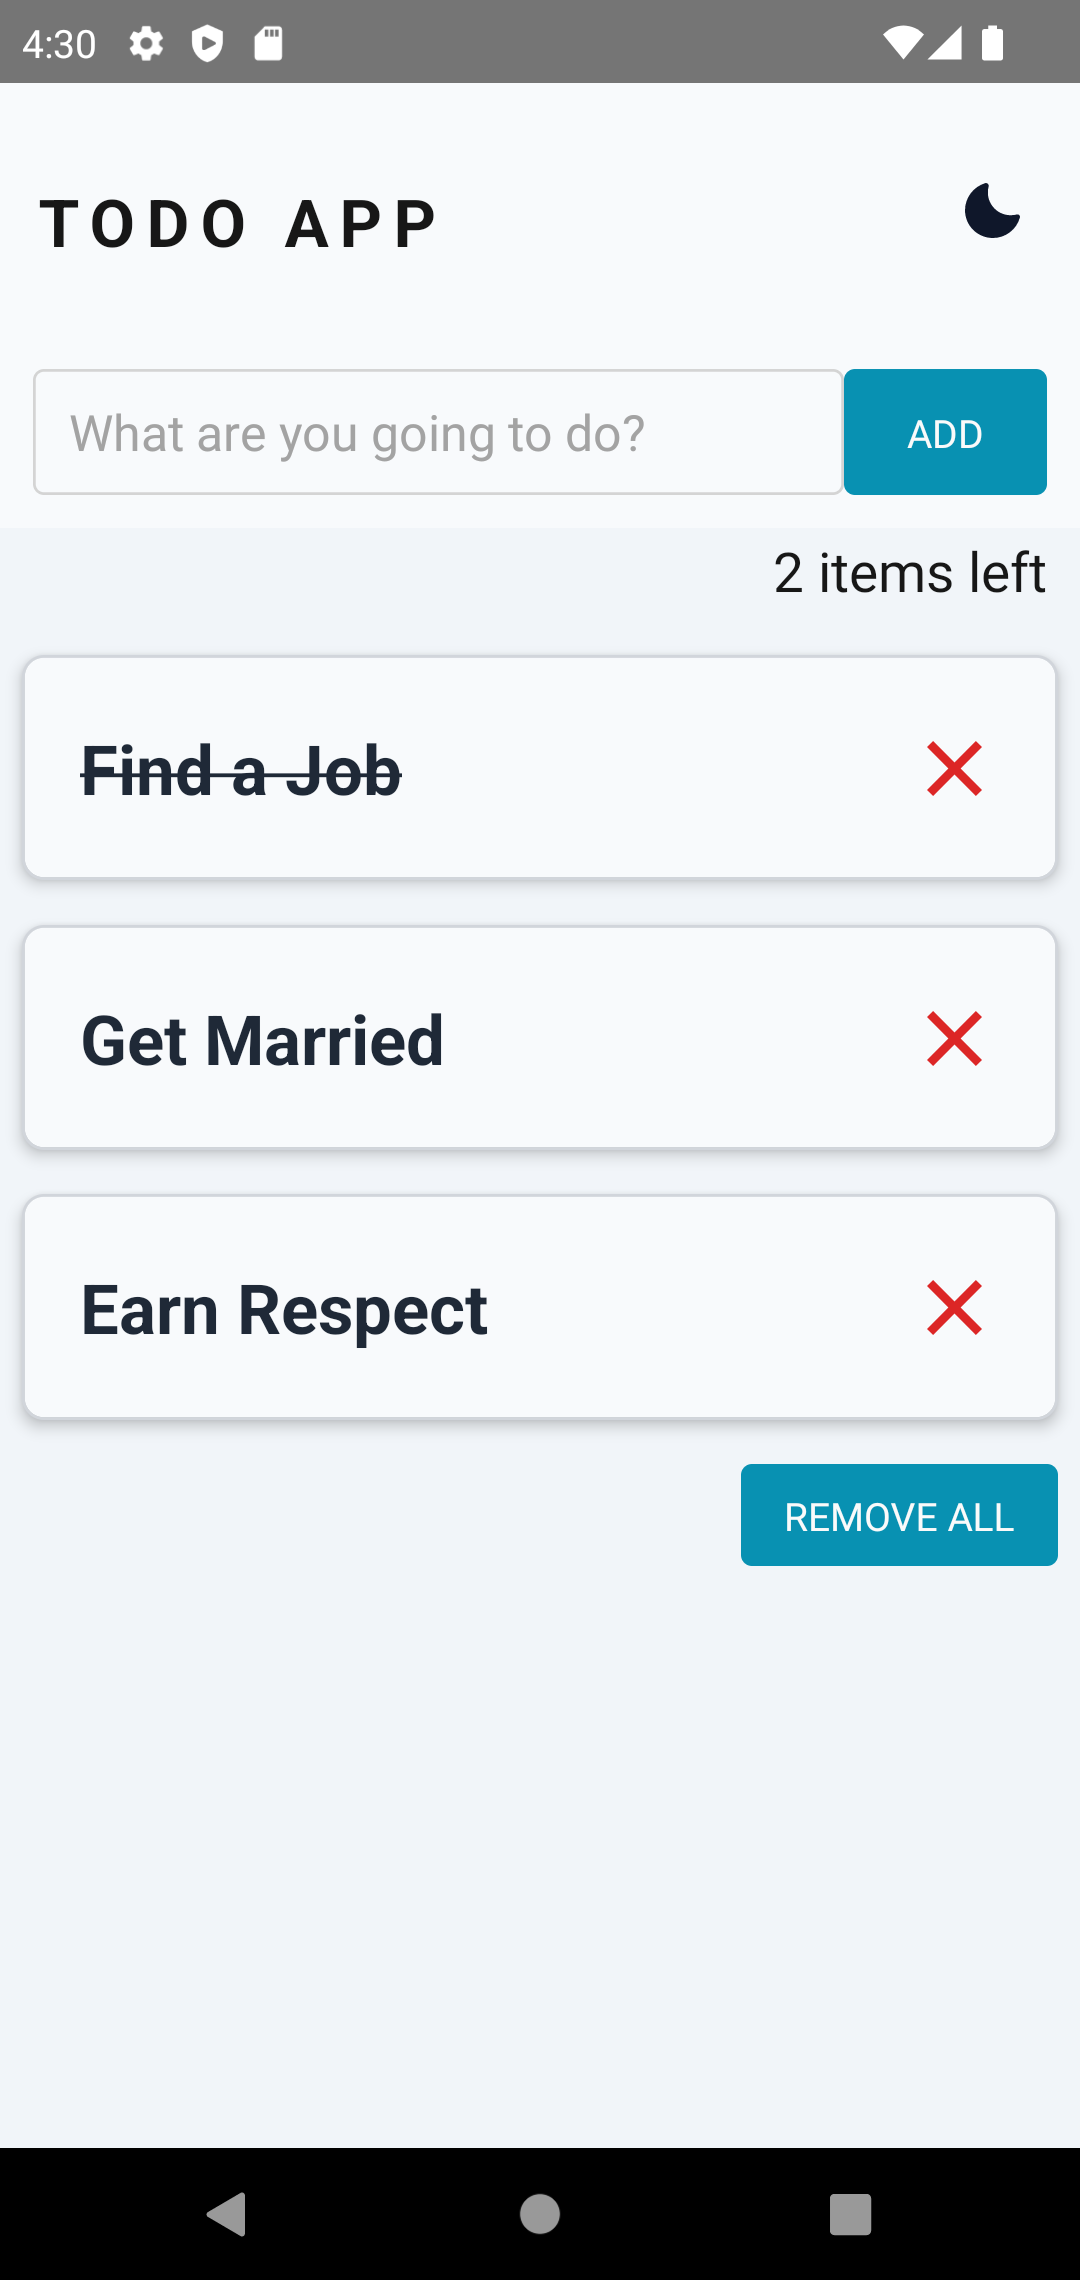 4:30
TODO APP
What are you going to do?
ADD
2 items left
Find a Job
Get Married
Earn Respect
REMOVE ALL